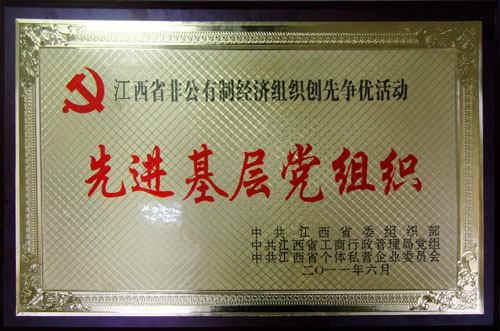 江西省非公有制经济组织创先争优活动
先进基层党组织
中共江西省委组织部
中共江西省工商行政管理局党组
中共江西省个体私营企业委员会
二〇一一年六月